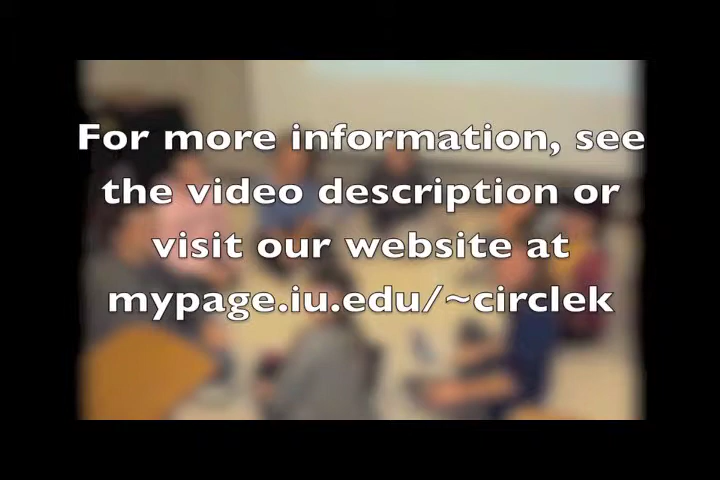 For more information, see
the video description or
visit our website at
mypage.iu.edu/~circlek